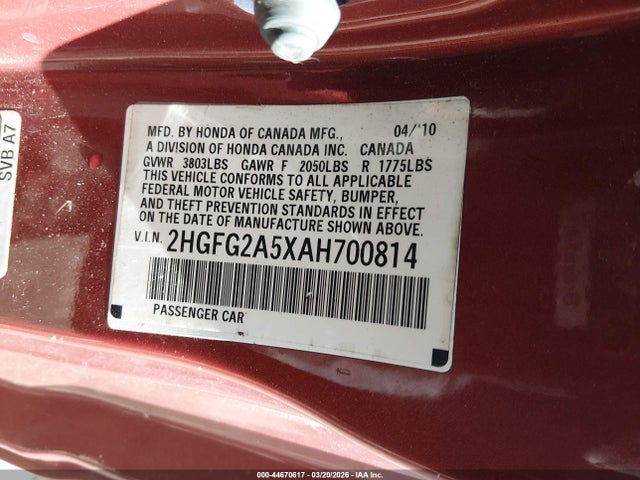 MFD. BY HONDA OF CANADA MFG., 04/'10
A DIVISION OF HONDA CANADA INC. CANADA
GVWR 3803LBS GAWR F 2050LBS R 1775LBS
THIS VEHICLE CONFORMS TO ALL APPLICABLE
FEDERAL MOTOR VEHICLE SAFETY, BUMPER,
AND THEFT PREVENTION STANDARDS IN EFFECT
ON THE DATE OF MANUFACTURE SHOWN ABOVE.
V.I.N. 2HGFG2A5XAH700814
PASSENGER CAR
SVB A7
000-44670617 | 03/20/2026 | IAA Inc.